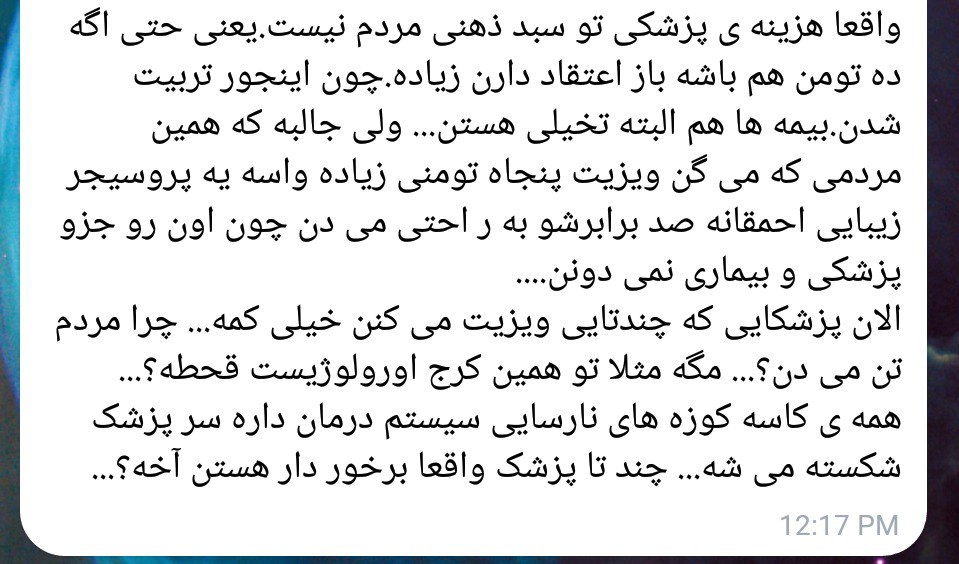 واقعا هزینه ی پزشکی تو سبد ذهنی مردم نیست.یعنی حتی اگه
ده تومن هم باشه باز اعتقاد دارن زیاده.چون اینجور تربیت
شدن.بیمه ها هم البته تخیلی هستن... ولی جالبه که همین
مردمی که می گن ویزیت پنجاه تومنی زیاده واسه یه پروسیجر
زیبایی احمقانه صد برابرشو به ر احتی می دن چون اون رو جزو
پزشکی و بیماری نمی دونن....
الان پزشکایی که چندتایی ویزیت می کنن خیلی کمه... چرا مردم
تن می دن؟... مگه مثلا تو همین کرج اورولوژیست قحطه؟...
همه ی کاسه کوزه های نارسایی سیستم درمان داره سر پزشک
شکسته می شه... چند تا پزشک واقعا برخور دار هستن آخه؟...
12:17 PM